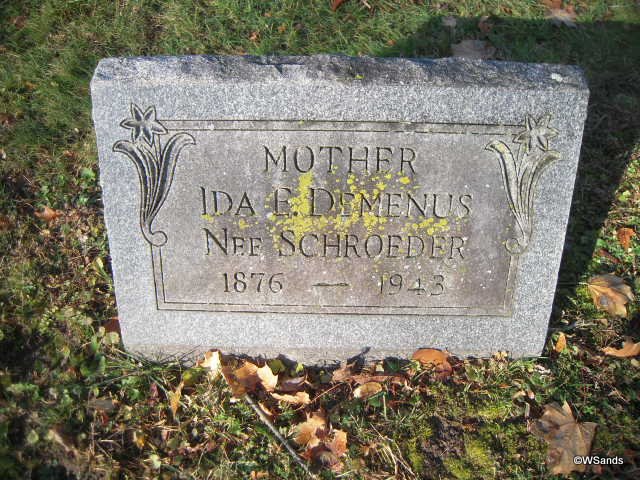 MOTHER
IDA E. DEMENUS
NEE SCHROEDER
1876 — 1943
©WSands